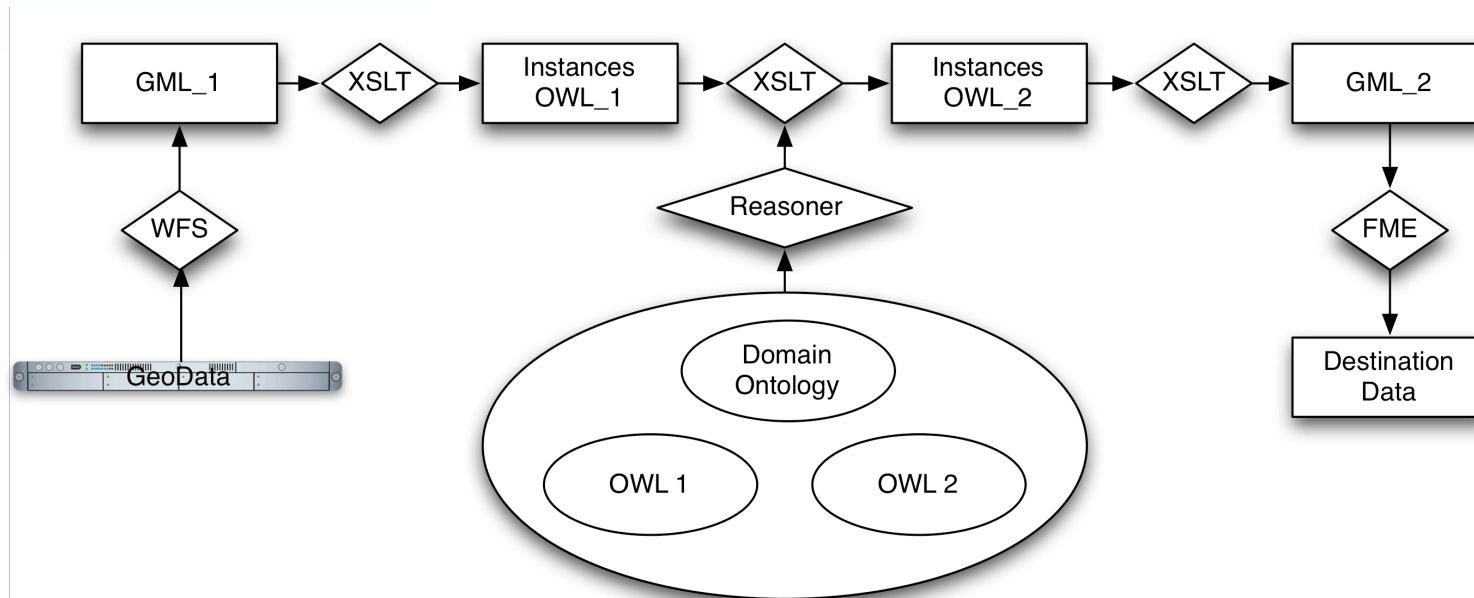 GML_1
XSLT
Instances
OWL_1
XSLT
Instances
OWL_2
XSLT
GML_2
WFS
Reasoner
FME
GeoData
Domain
Ontology
Destination
Data
OWL 1
OWL 2